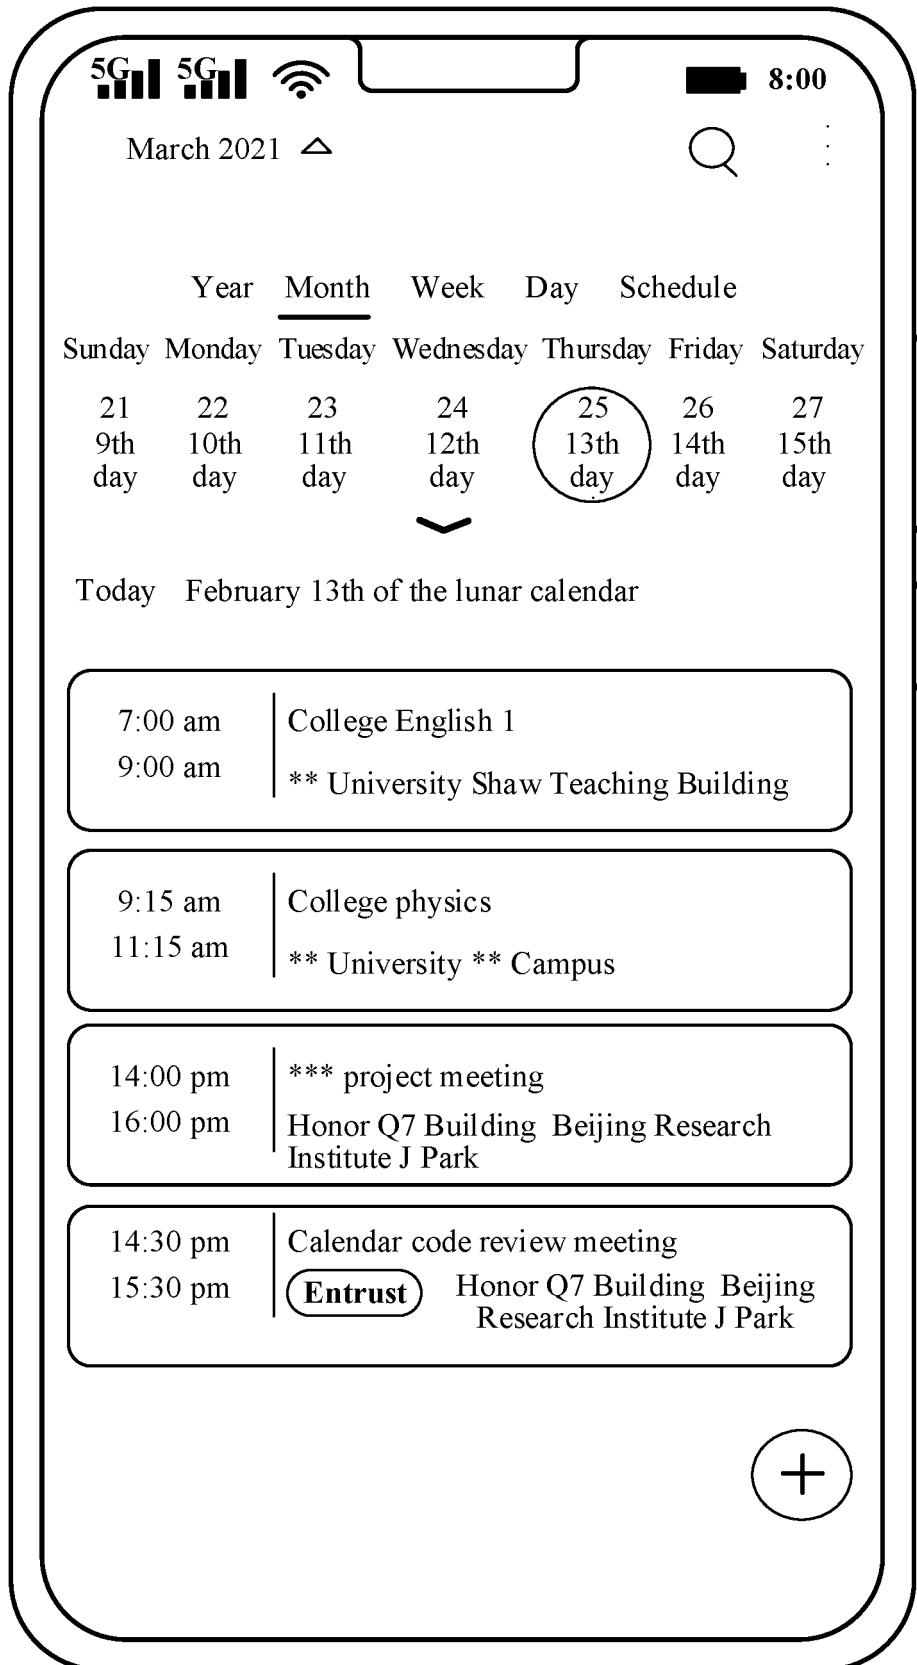 5G 5G 8:00
March 2021
Year Month Week Day Schedule
Sunday Monday Tuesday Wednesday Thursday Friday Saturday
21 22 23 24 25 26 27
9th 10th 11th 12th 13th 14th 15th
day day day day day day day
Today February 13th of the lunar calendar
7:00 am College English 1
9:00 am ** University Shaw Teaching Building
9:15 am College physics
11:15 am ** University ** Campus
14:00 pm *** project meeting
16:00 pm Honor Q7 Building Beijing Research
Institute J Park
14:30 pm Calendar code review meeting
15:30 pm Entrust Honor Q7 Building Beijing
Research Institute J Park